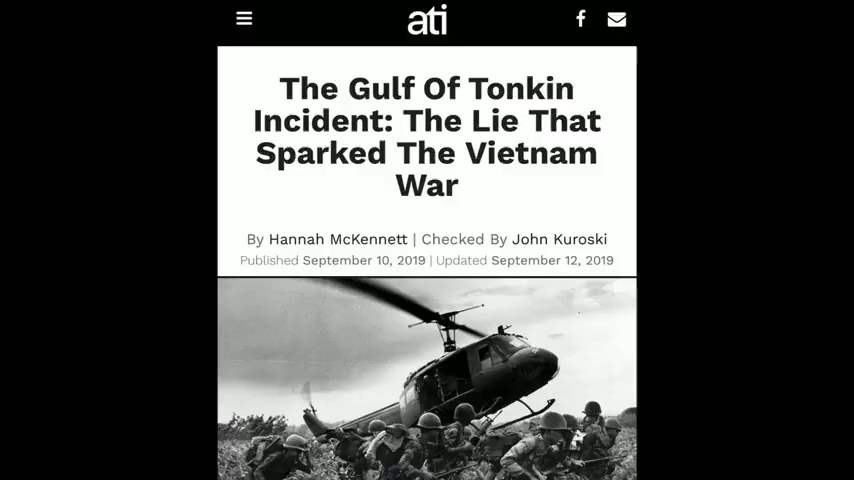 ati
The Gulf Of Tonkin
Incident: The Lie That
Sparked The Vietnam
War
By Hannah McKennett | Checked By John Kuroski
Published September 10, 2019 | Updated September 12, 2019